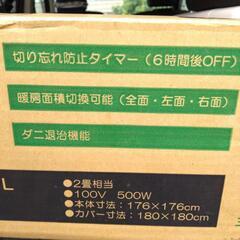 切り忘れ防止タイマー（6時間後OFF）
暖房面積切換可能（全面・左面・右面）
ダニ退治機能
L
●2畳相当
●100V 500W
●本体寸法：176×176cm
●カバー寸法：180×180cm